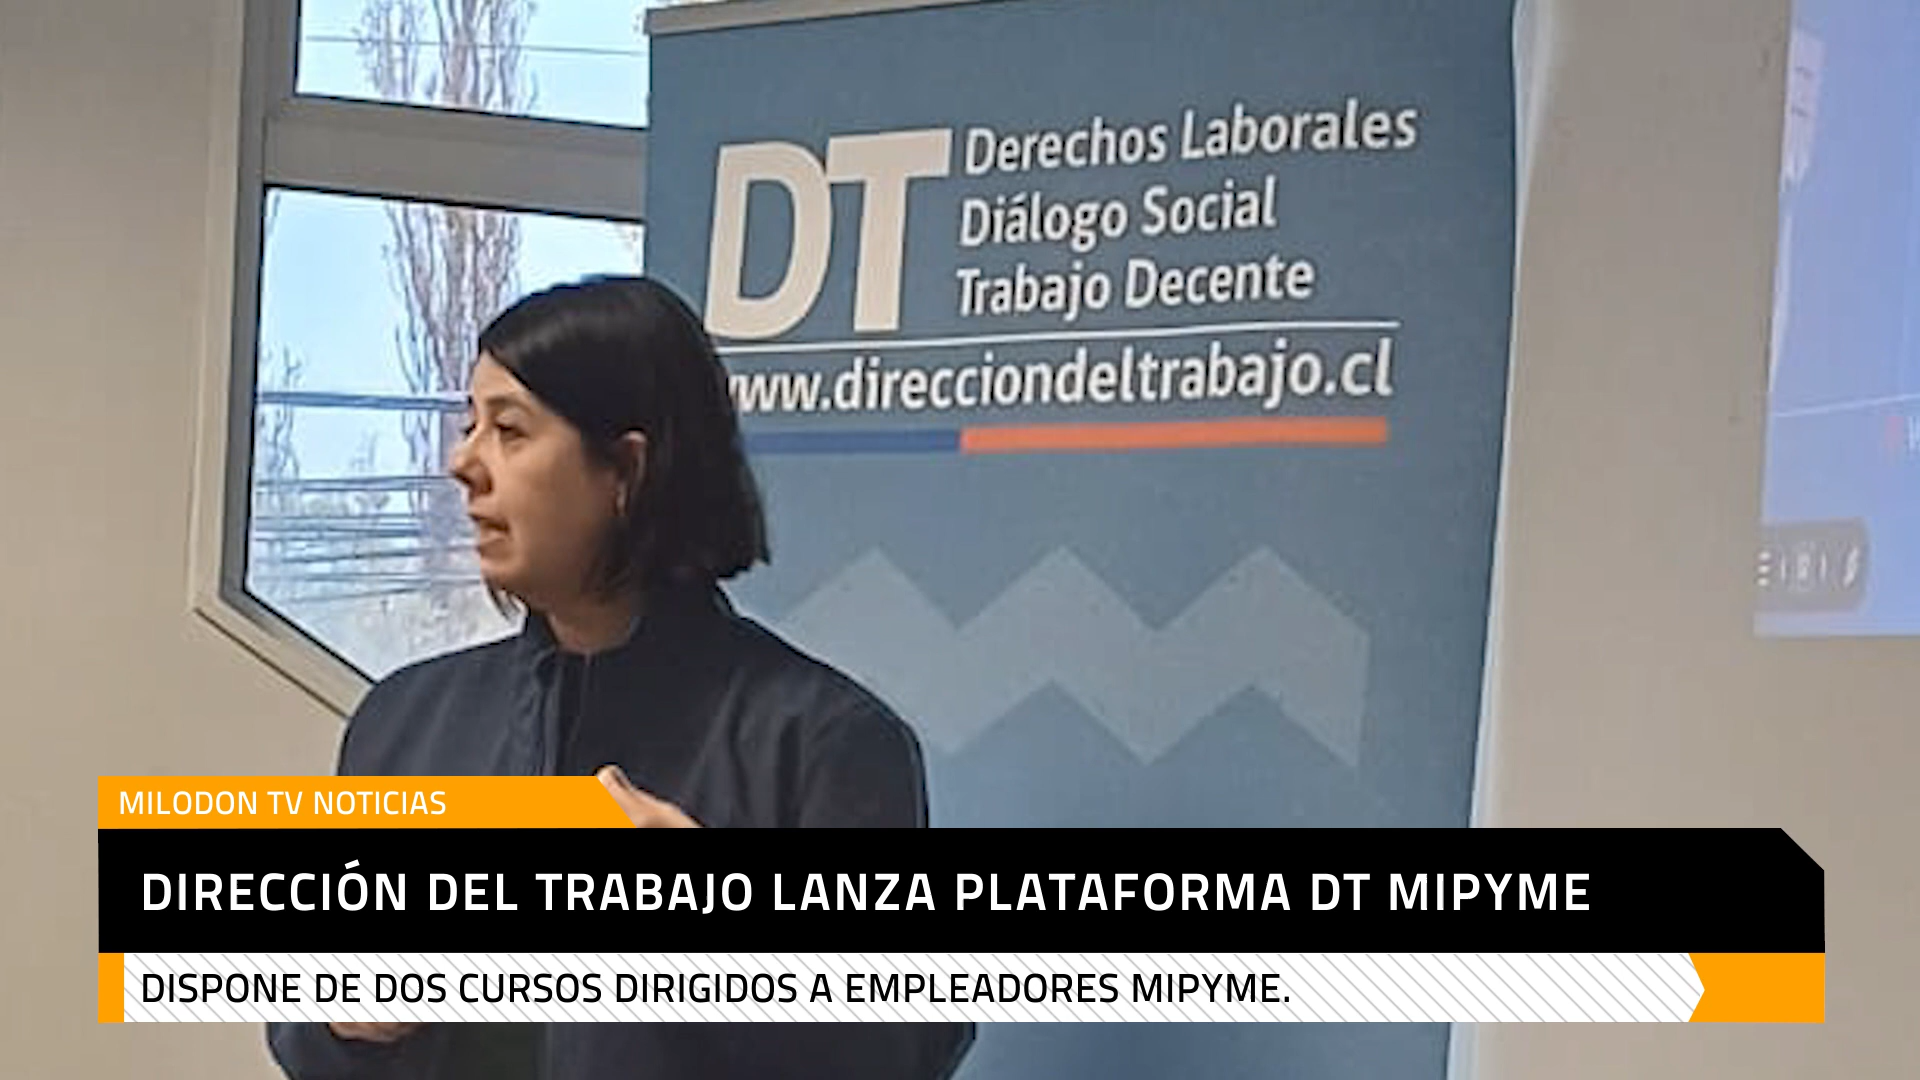 DT
Derechos Laborales
Diálogo Social
Trabajo Decente
www.direcciondeltrabajo.cl
MILODON TV NOTICIAS
DIRECCIÓN DEL TRABAJO LANZA PLATAFORMA DT MIPYME
DISPONE DE DOS CURSOS DIRIGIDOS A EMPLEADORES MIPYME.